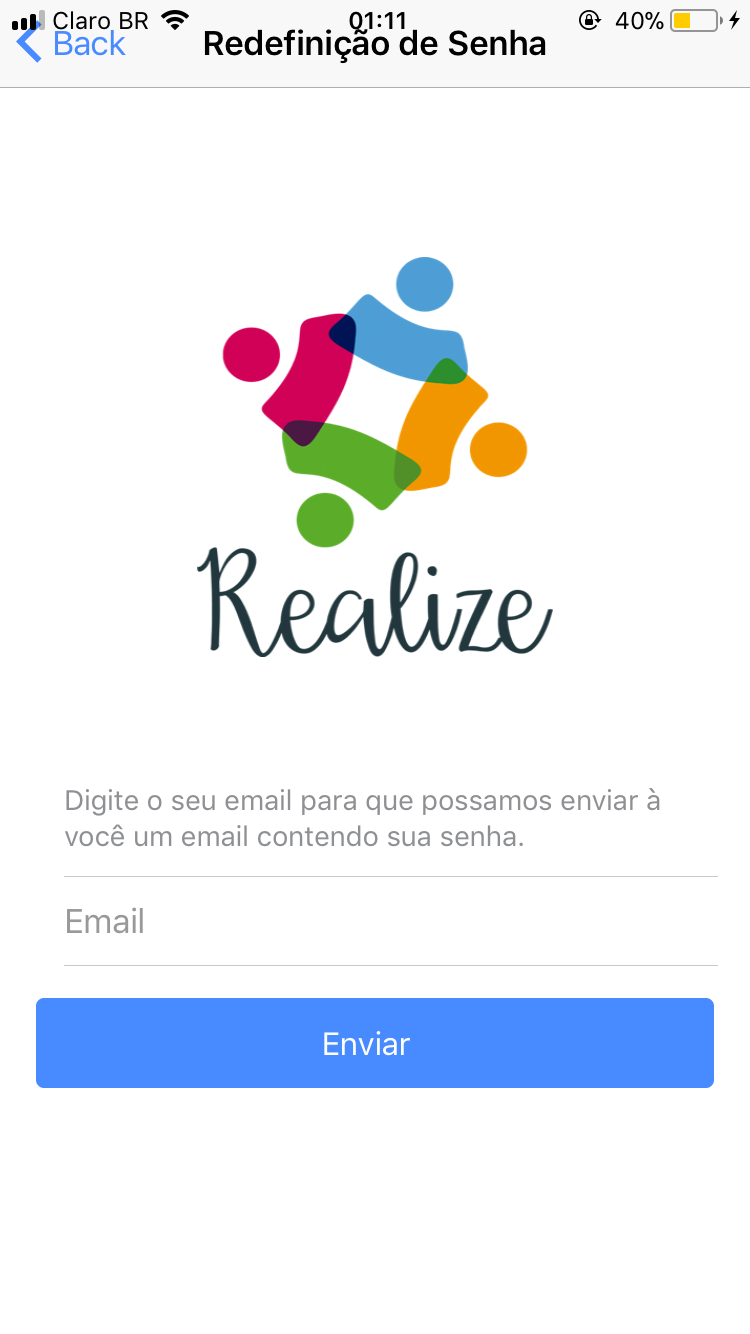 Claro BR 01:11 40%
Back Redefinição de Senha
Realize
Digite o seu email para que possamos enviar à
você um email contendo sua senha.
Email
Enviar